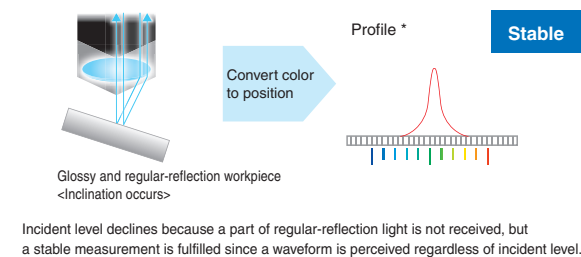 Profile *
Stable
Convert color
to position
Glossy and regular-reflection workpiece
<Inclination occurs>
Incident level declines because a part of regular-reflection light is not received, but
a stable measurement is fulfilled since a waveform is perceived regardless of incident level.